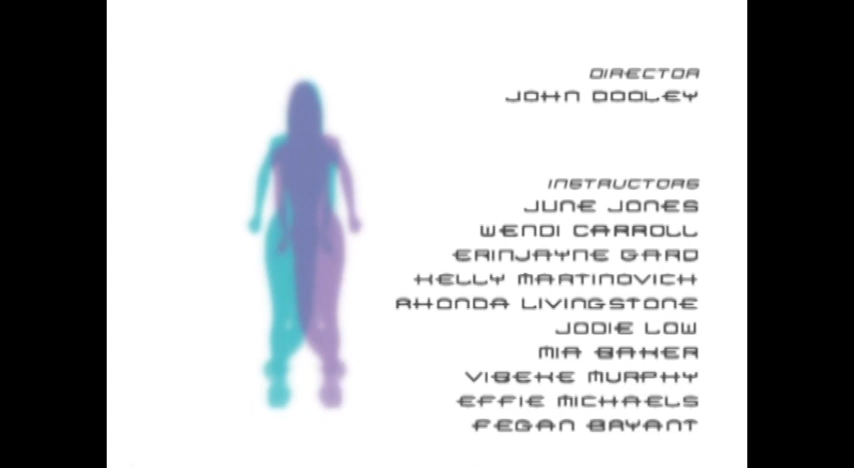 DIRECTOR
JOHN DOOLEY
INSTRUCTORS
JUNE JONES
WENDI CARROLL
ERINJAYNE GARD
KELLY MARTINOVICH
RHONDA LIVINGSTONE
JODIE LOW
MIA BAKER
VIBEKE MURPHY
EFFIE MICHAELS
FEGAN BRYANT